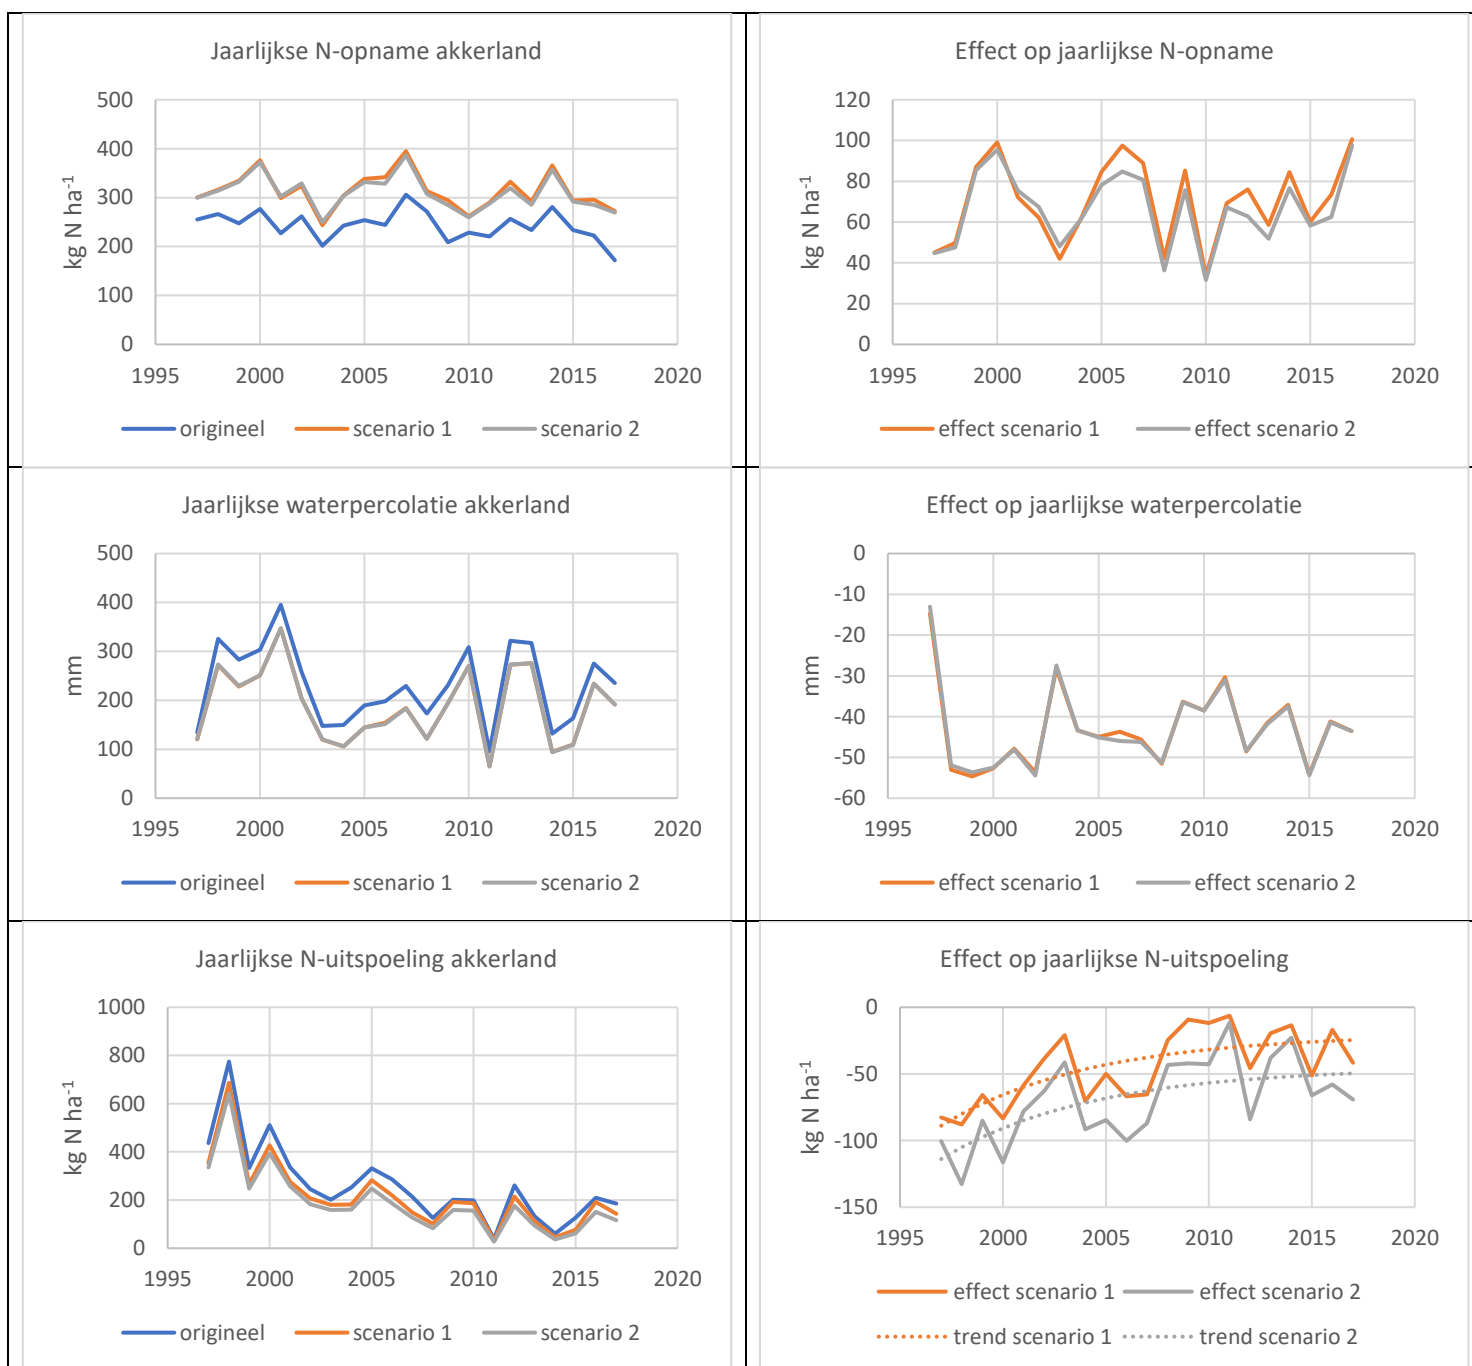 Jaarlijkse N-opname akkerland
kg N ha-1
500
400
300
200
100
0
1995 2000 2005 2010 2015 2020
origineel scenario 1 scenario 2
Effect op jaarlijkse N-opname
kg N ha-1
120
100
80
60
40
20
0
1995 2000 2005 2010 2015 2020
effect scenario 1 effect scenario 2
Jaarlijkse waterpercolatie akkerland
mm
500
400
300
200
100
0
1995 2000 2005 2010 2015 2020
origineel scenario 1 scenario 2
Effect op jaarlijkse waterpercolatie
mm
0
-10
-20
-30
-40
-50
-60
1995 2000 2005 2010 2015 2020
effect scenario 1 effect scenario 2
Jaarlijkse N-uitspoeling akkerland
kg N ha-1
1000
800
600
400
200
0
1995 2000 2005 2010 2015 2020
origineel scenario 1 scenario 2
Effect op jaarlijkse N-uitspoeling
kg N ha-1
0
-50
-100
-150
1995 2000 2005 2010 2015 2020
effect scenario 1 effect scenario 2
trend scenario 1 trend scenario 2